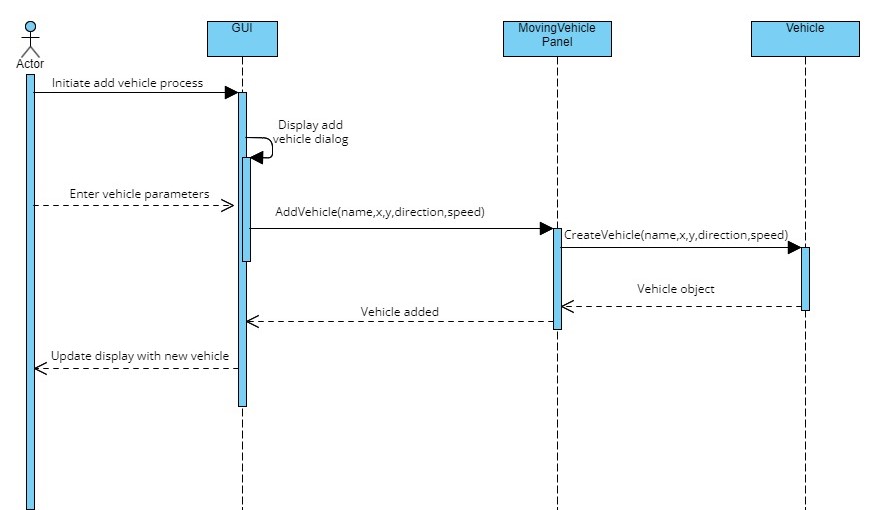 GUI
MovingVehicle
Panel
Vehicle
Actor
Initiate add vehicle process
Display add
vehicle dialog
Enter vehicle parameters
AddVehicle(name,x,y,direction,speed)
CreateVehicle(name,x,y,direction,speed)
Vehicle object
Vehicle added
Update display with new vehicle